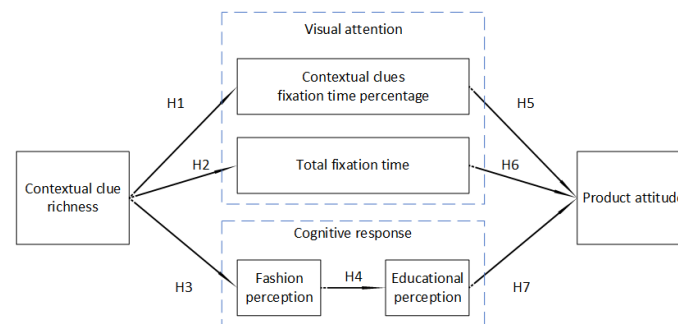 Visual attention
Contextual clues
fixation time percentage
H1
H5
H2
Total fixation time
H6
Contextual clue
richness
Product attitude
Cognitive response
H3
Fashion
perception
H4
Educational
perception
H7